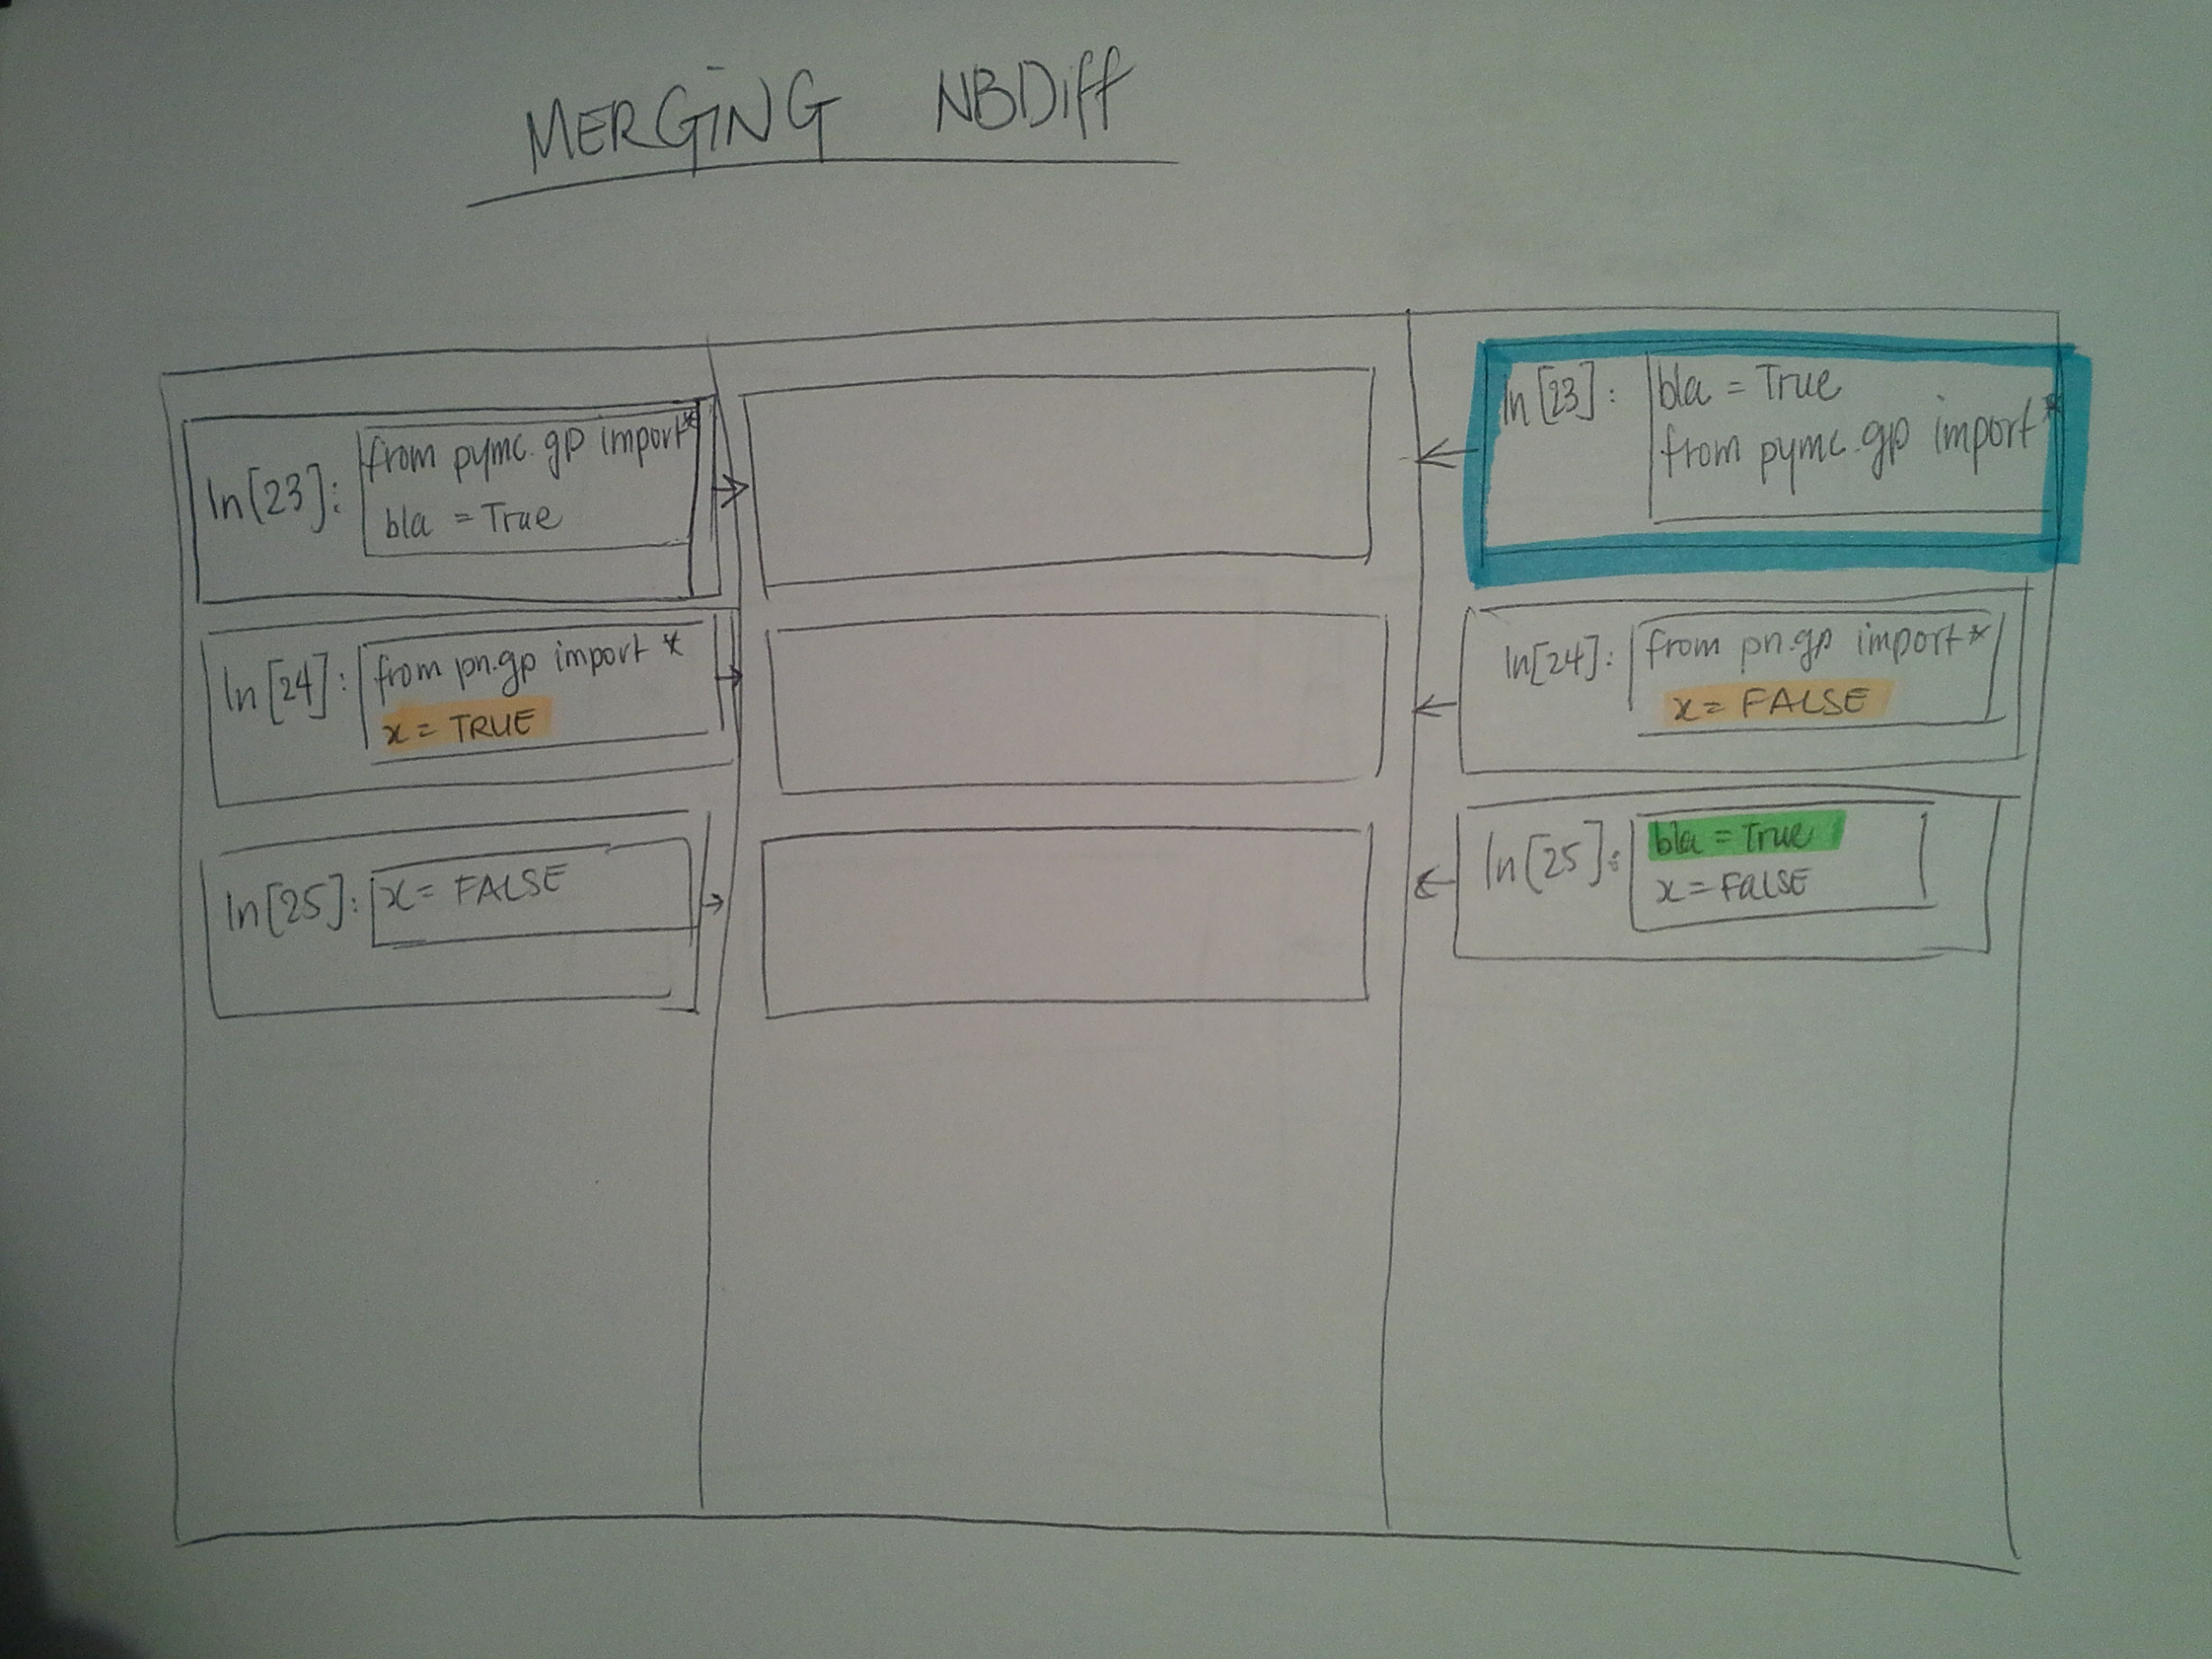 MERGiNG NBDiff
In[23]:
from pymc.gp import*
bla = True
In[24]:
from pn.gp import *
x = TRUE
In[25]:
x = FALSE
In[23]:
bla = True
from pymc.gp import*
In[24]:
from pn.gp import*
x = FALSE
In[25]:
bla = True
x = FalSE